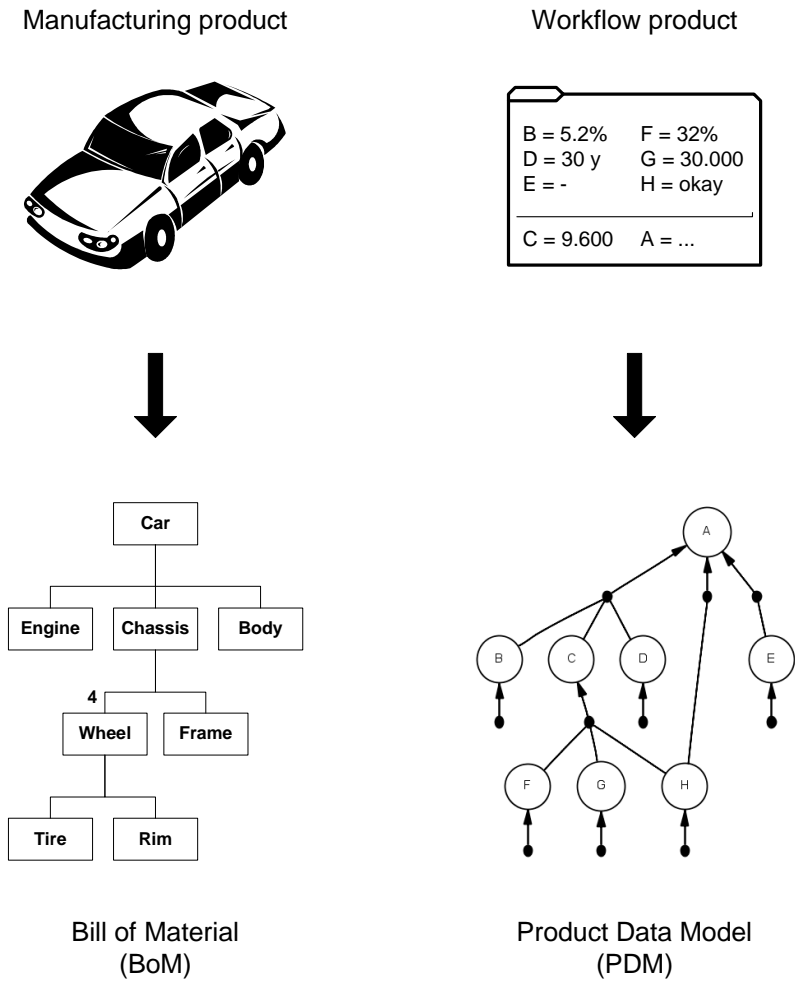 Manufacturing product
Workflow product
B = 5.2% F = 32%
D = 30 y G = 30.000
E = - H = okay
C = 9.600 A = ...
Car
Engine Chassis Body
4
Wheel Frame
Tire Rim
A
B C D E
F G H
Bill of Material
(BoM)
Product Data Model
(PDM)